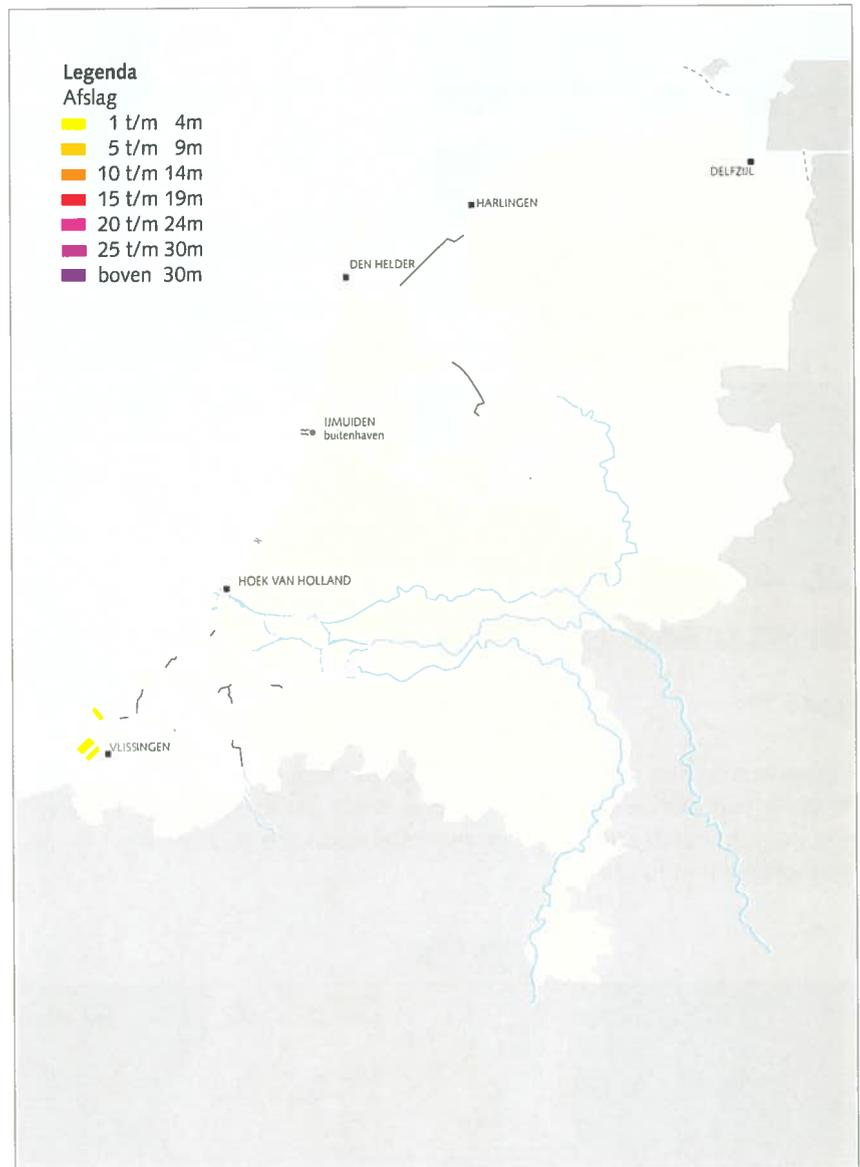 Legenda
Afslag
1 t/m 4m
5 t/m 9m
10 t/m 14m
15 t/m 19m
20 t/m 24m
25 t/m 30m
boven 30m
DELFZIJL
HARLINGEN
DEN HELDER
IJMUIDEN
buitenhaven
HOEK VAN HOLLAND
VLISSINGEN